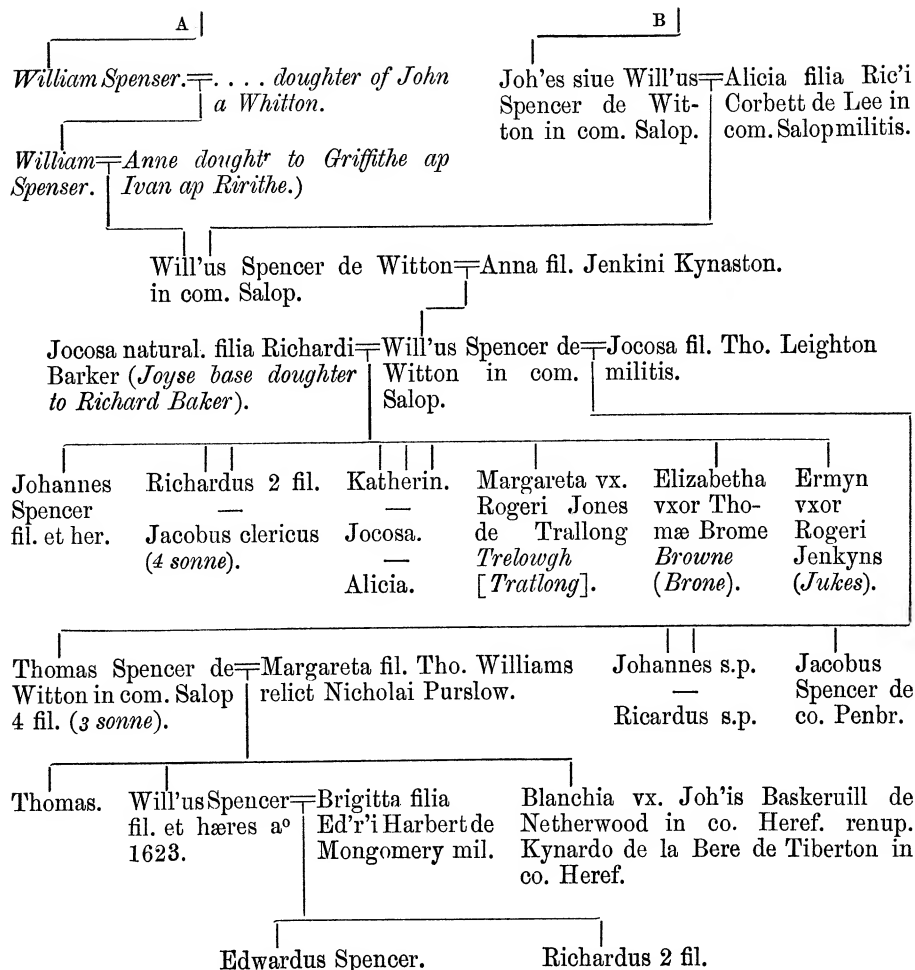 A
B
William Spenser. . . . . doughter of John
a Whitton.
Joh'es siue Will'us
Spencer de Wit-
ton in com. Salop.
Alicia filia Ric'i
Corbett de Lee in
com. Salop militis.
William
Spenser.
Anne dought^r to Griffithe ap
Ivan ap Ririthe.)
Will'us Spencer de Witton
in com. Salop.
Anna fil. Jenkini Kynaston.
Jocosa natural. filia Richardi
Barker (Joyse base doughter
to Richard Baker).
Will'us Spencer de
Witton in com.
Salop.
Jocosa fil. Tho. Leighton
militis.
Johannes
Spencer
fil. et her.
Richardus 2 fil.
—
Jacobus clericus
(4 sonne).
Katherin.
—
Jocosa.
—
Alicia.
Margareta vx.
Rogeri Jones
de Trallong
Trelowgh
[Tratlong].
Elizabetha
vxor Tho-
mæ Brome
Browne
(Brone).
Ermyn
vxor
Rogeri
Jenkyns
(Jukes).
Thomas Spencer de
Witton in com. Salop
4 fil. (3 sonne).
Margareta fil. Tho. Williams
relict Nicholai Purslow.
Johannes s.p.
—
Ricardus s.p.
Jacobus
Spencer de
co. Penbr.
Thomas.
Will'us Spencer
fil. et hæres aº
1623.
Brigitta filia
Ed'r'i Harbert de
Mongomery mil.
Blanchia vx. Joh'is Baskeruill de
Netherwood in co. Heref. renup.
Kynardo de la Bere de Tiberton in
co. Heref.
Edwardus Spencer.
Richardus 2 fil.